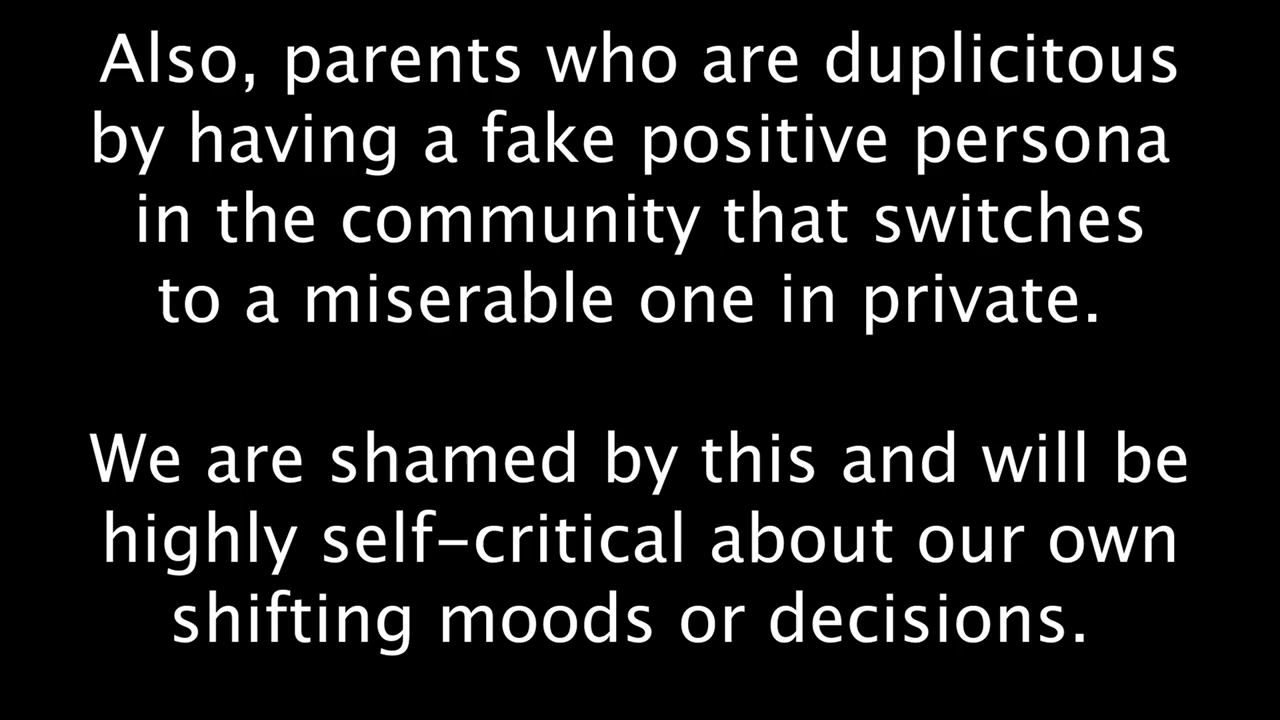 Also, parents who are duplicitous
by having a fake positive persona
in the community that switches
to a miserable one in private.
We are shamed by this and will be
highly self-critical about our own
shifting moods or decisions.